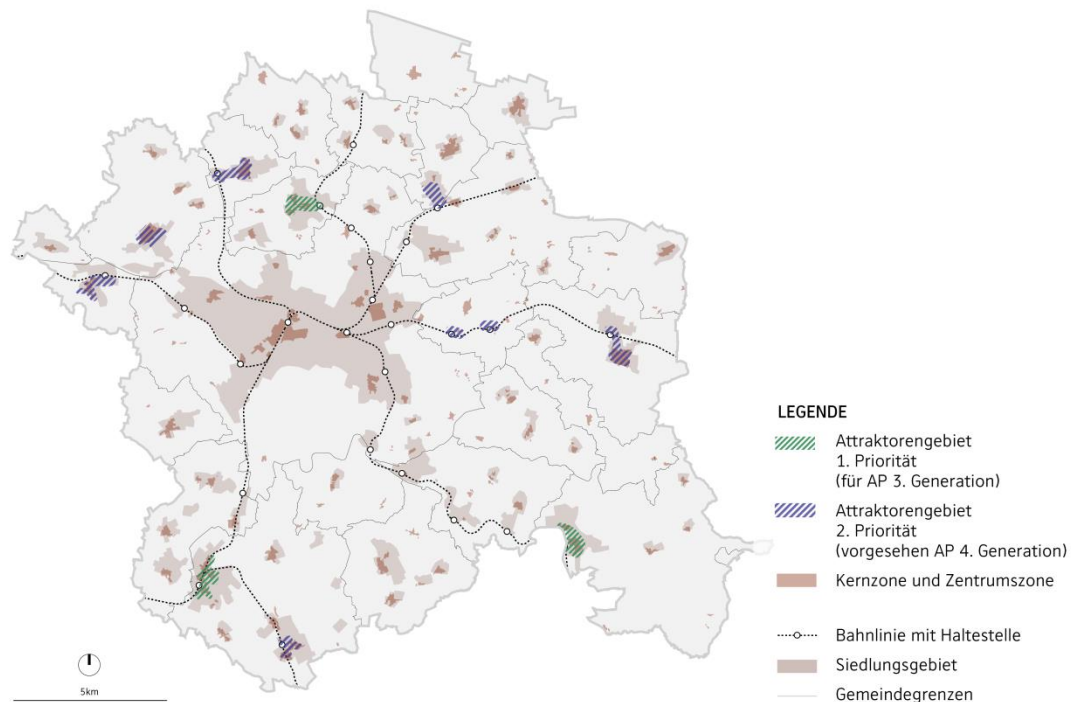 LEGENDE
Attraktorengebiet
1. Priorität
(für AP 3. Generation)
Attraktorengebiet
2. Priorität
(vorgesehen AP 4. Generation)
Kernzone und Zentrumszone
Bahnlinie mit Haltestelle
Siedlungsgebiet
Gemeindegrenzen
5km